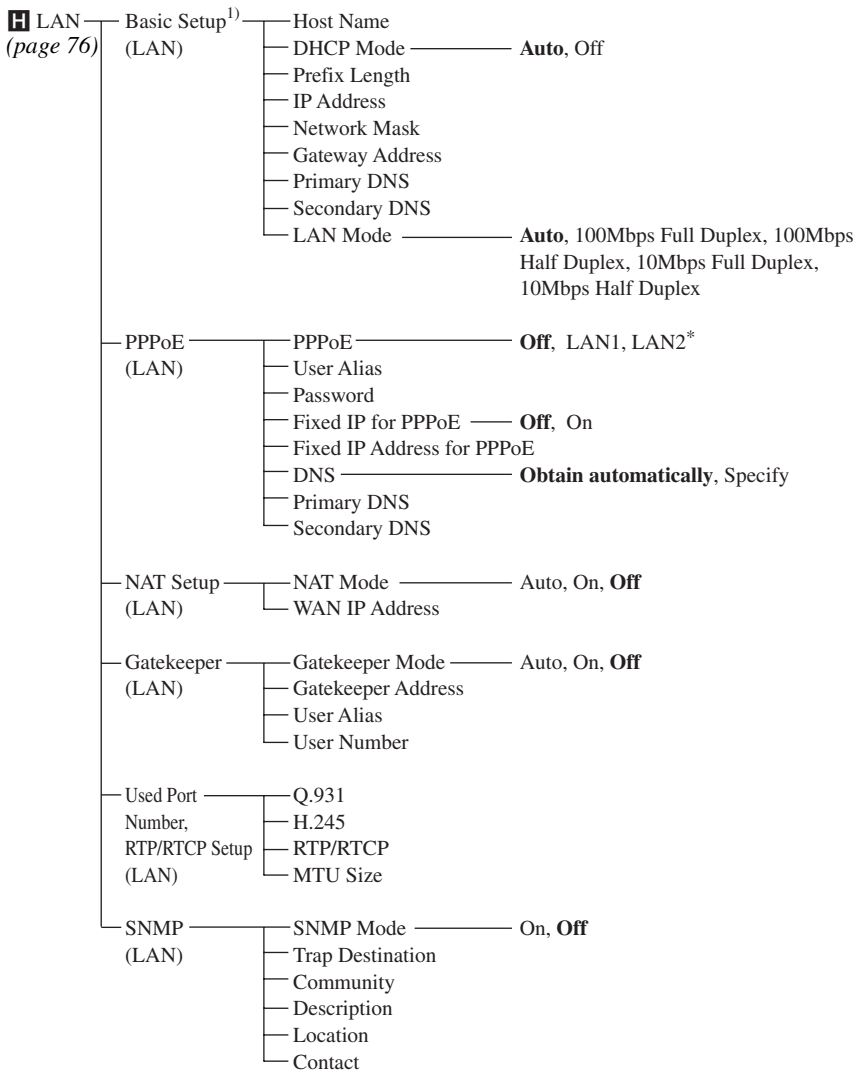 H LAN Basic Setup1) Host Name
(page 76) (LAN) DHCP Mode Auto, Off
Prefix Length
IP Address
Network Mask
Gateway Address
Primary DNS
Secondary DNS
LAN Mode Auto, 100Mbps Full Duplex, 100Mbps
Half Duplex, 10Mbps Full Duplex,
10Mbps Half Duplex
PPPoE PPPoE Off, LAN1, LAN2*
(LAN) User Alias
Password
Fixed IP for PPPoE Off, On
Fixed IP Address for PPPoE
DNS Obtain automatically, Specify
Primary DNS
Secondary DNS
NAT Setup NAT Mode Auto, On, Off
(LAN) WAN IP Address
Gatekeeper Gatekeeper Mode Auto, On, Off
(LAN) Gatekeeper Address
User Alias
User Number
Used Port Q.931
Number, H.245
RTP/RTCP Setup RTP/RTCP
(LAN) MTU Size
SNMP SNMP Mode On, Off
(LAN) Trap Destination
Community
Description
Location
Contact